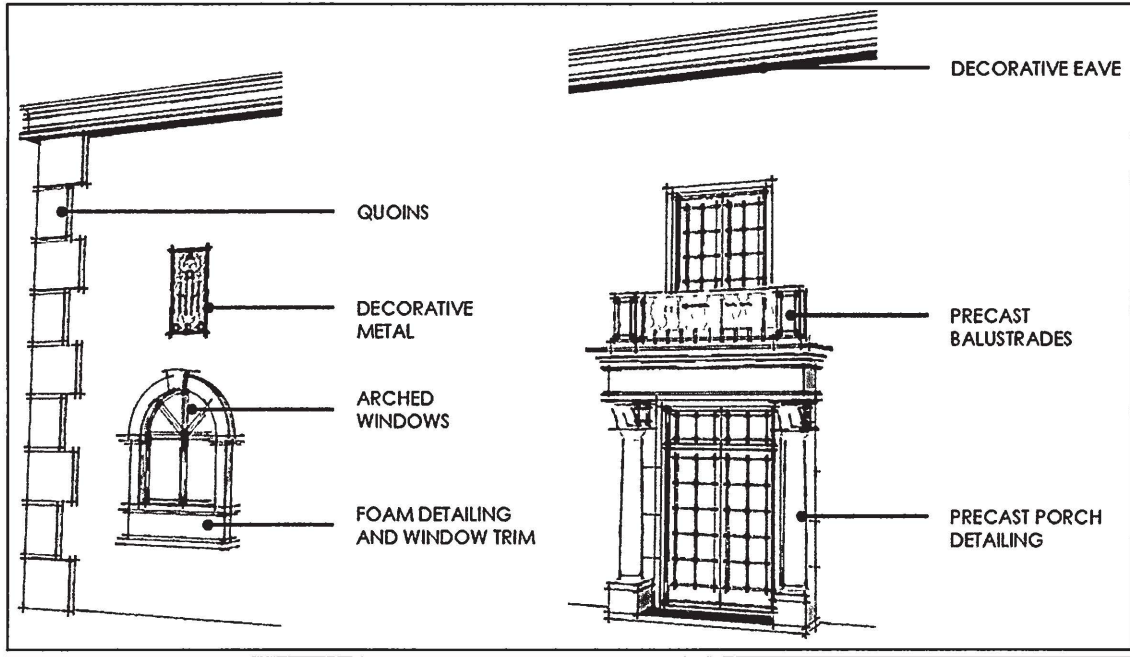 DECORATIVE EAVE
QUOINS
DECORATIVE
METAL
ARCHED
WINDOWS
FOAM DETAILING
AND WINDOW TRIM
PRECAST
BALUSTRADES
PRECAST PORCH
DETAILING